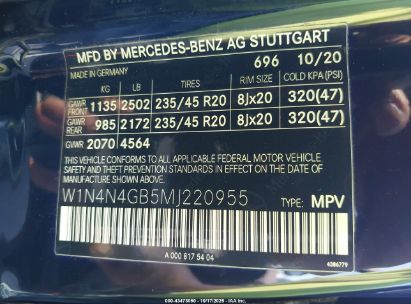 MFD BY MERCEDES-BENZ AG STUTTGART
MADE IN GERMANY 696 10/20
KG LB TIRES RIM SIZE COLD KPA (PSI)
GAWR FRONT 1135 2502 235/45 R20 8Jx20 320(47)
GAWR REAR 985 2172 235/45 R20 8Jx20 320(47)
GVWR 2070 4564
THIS VEHICLE CONFORMS TO ALL APPLICABLE FEDERAL MOTOR VEHICLE
SAFETY STANDARDS IN EFFECT ON THE DATE OF MANUFACTURE SHOWN ABOVE.
W1N4N4GB5MJ220955 TYPE: MPV
A 000 817 54 04
4386779